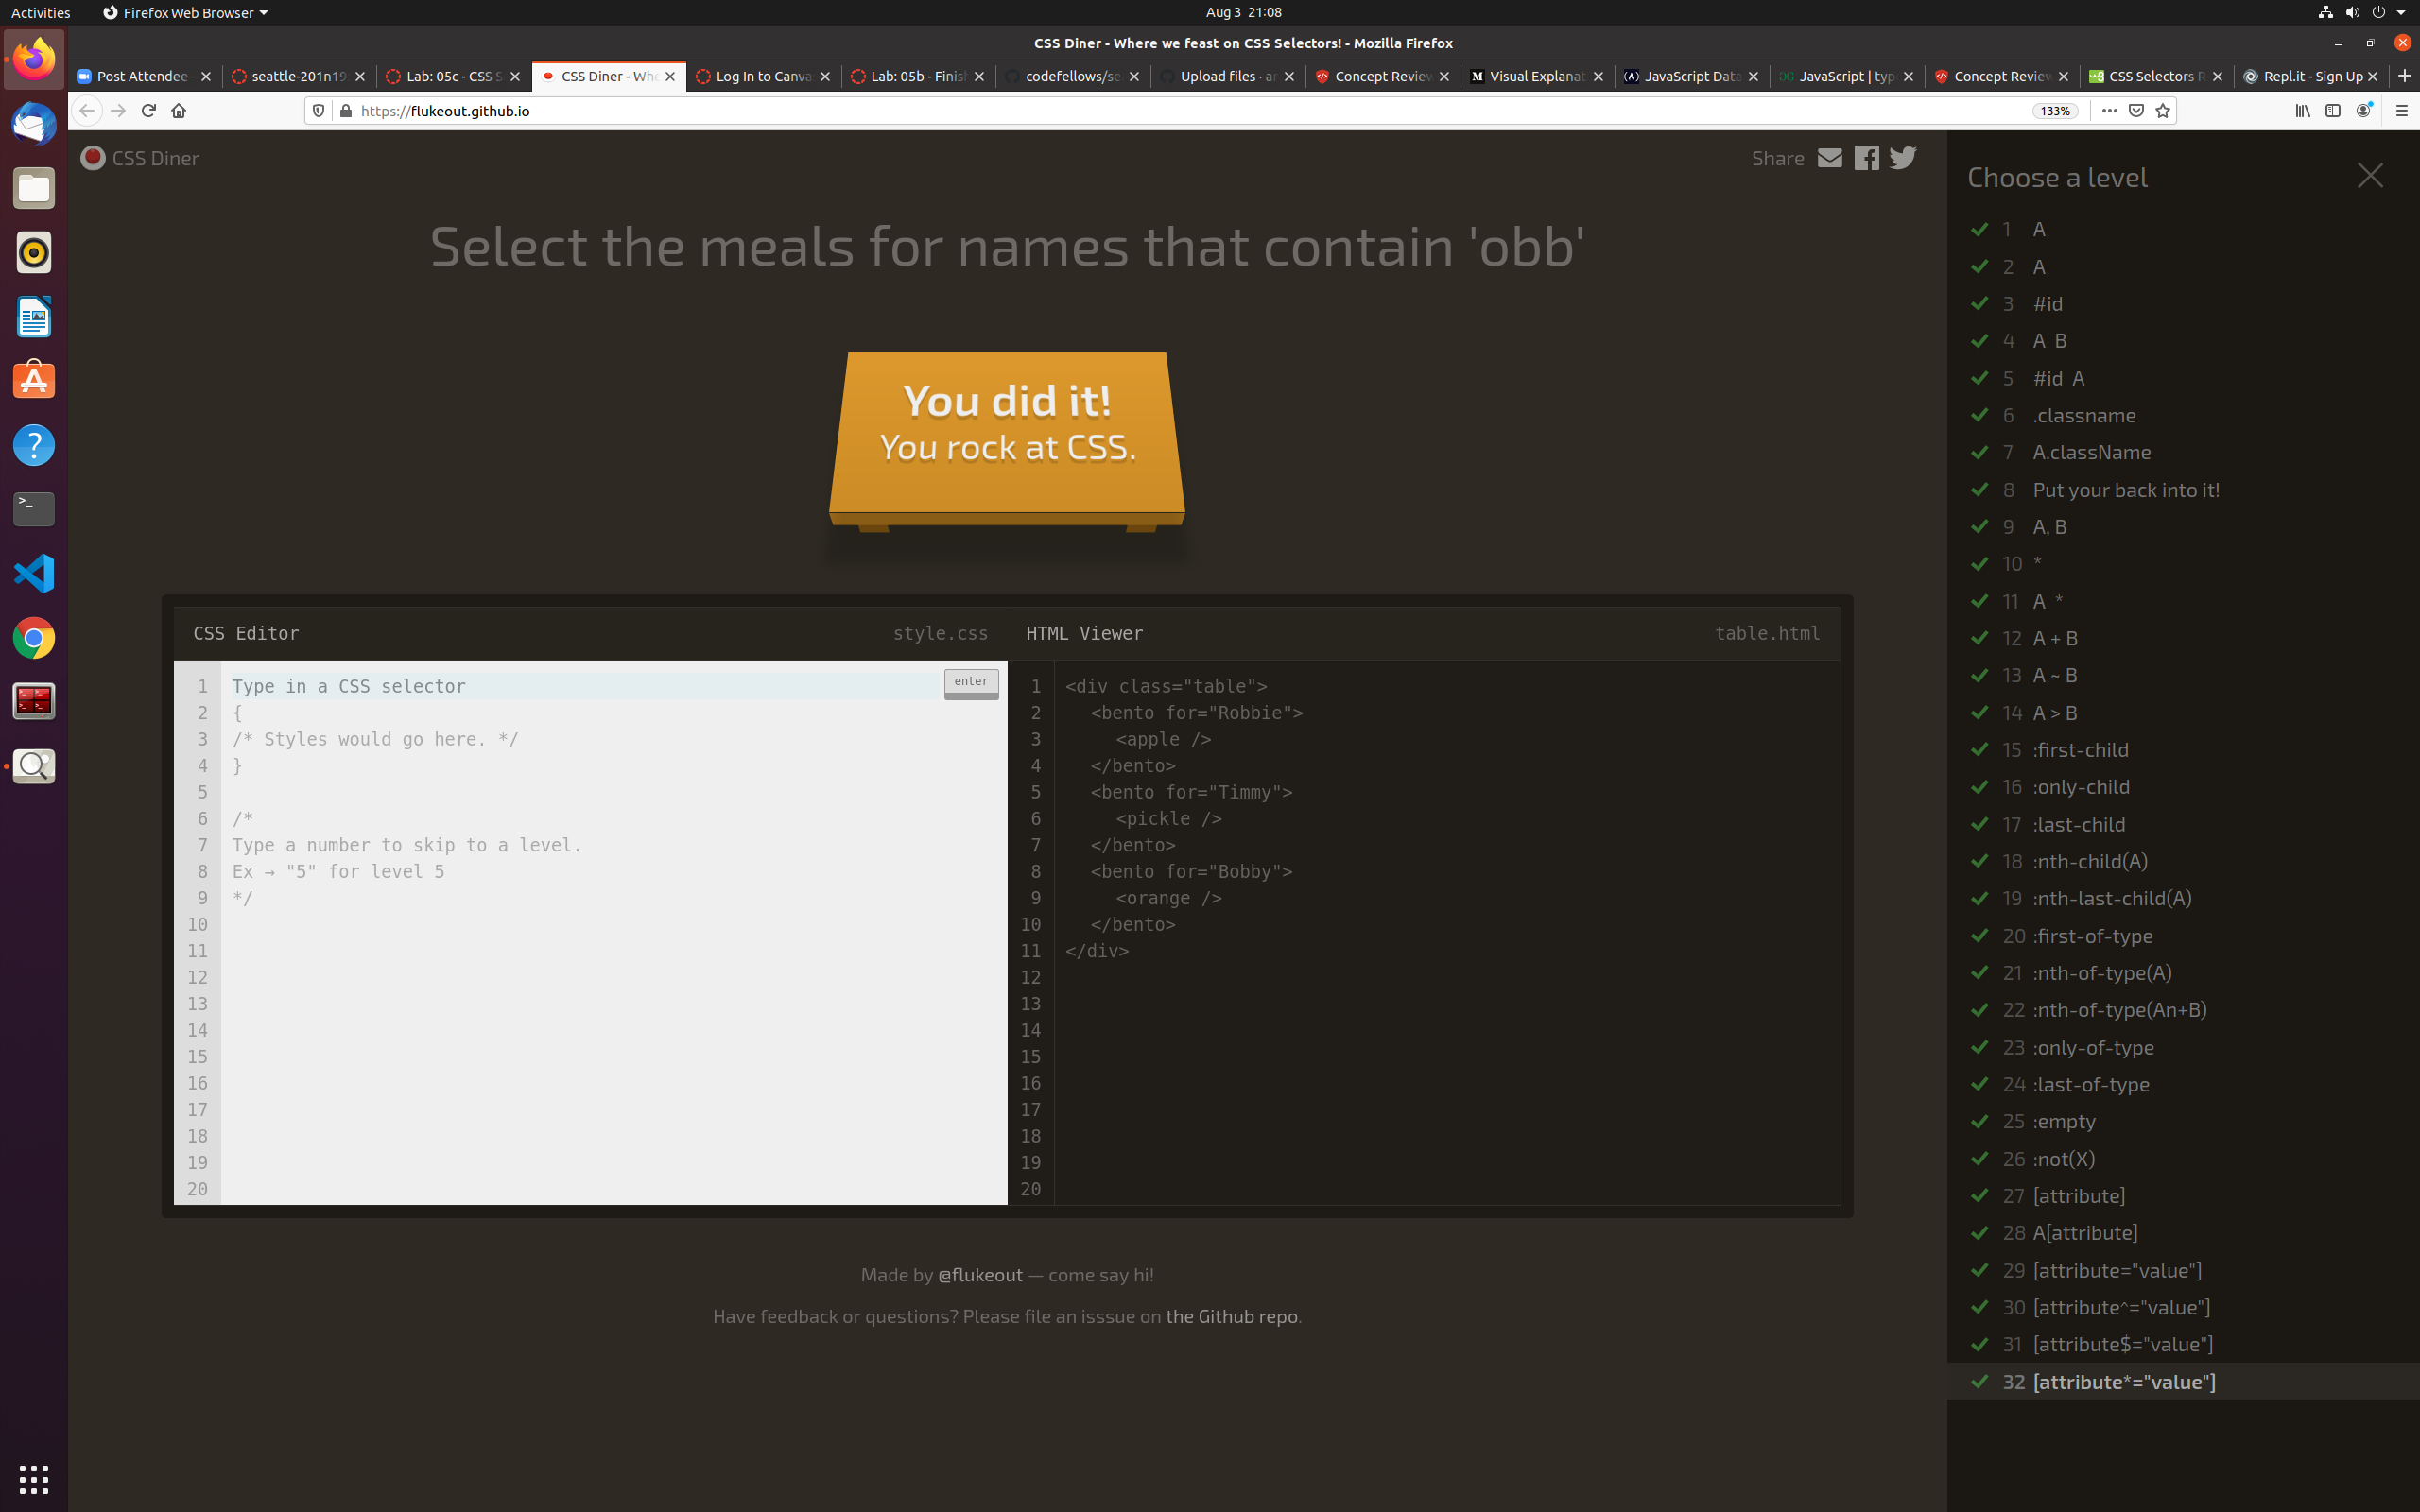 Activities Firefox Web Browser Aug 3 21:08
CSS Diner - Where we feast on CSS Selectors! - Mozilla Firefox
Post Attendee seattle-201n19 Lab: 05c - CSS S CSS Diner - Whe Log In to Canva Lab: 05b - Finis codefellows/se Upload files · a Concept Review Visual Explanat JavaScript Data JavaScript | typ Concept Review CSS Selectors R Repl.it - Sign Up
https://flukeout.github.io 133%
CSS Diner
Share
Select the meals for names that contain 'obb'
You did it!
You rock at CSS.
CSS Editor style.css
1 Type in a CSS selector enter
2 {
3 /* Styles would go here. */
4 }
5
6 /*
7 Type a number to skip to a level.
8 Ex → "5" for level 5
9 */
10
11
12
13
14
15
16
17
18
19
20
HTML Viewer table.html
1 <div class="table">
2 <bento for="Robbie">
3 <apple />
4 </bento>
5 <bento for="Timmy">
6 <pickle />
7 </bento>
8 <bento for="Bobby">
9 <orange />
10 </bento>
11 </div>
12
13
14
15
16
17
18
19
20
Made by @flukeout — come say hi!
Have feedback or questions? Please file an isssue on the Github repo.
Choose a level
1 A
2 A
3 #id
4 A B
5 #id A
6 .classname
7 A.className
8 Put your back into it!
9 A, B
10 *
11 A *
12 A + B
13 A ~ B
14 A > B
15 :first-child
16 :only-child
17 :last-child
18 :nth-child(A)
19 :nth-last-child(A)
20 :first-of-type
21 :nth-of-type(A)
22 :nth-of-type(An+B)
23 :only-of-type
24 :last-of-type
25 :empty
26 :not(X)
27 [attribute]
28 A[attribute]
29 [attribute="value"]
30 [attribute^="value"]
31 [attribute$="value"]
32 [attribute*="value"]